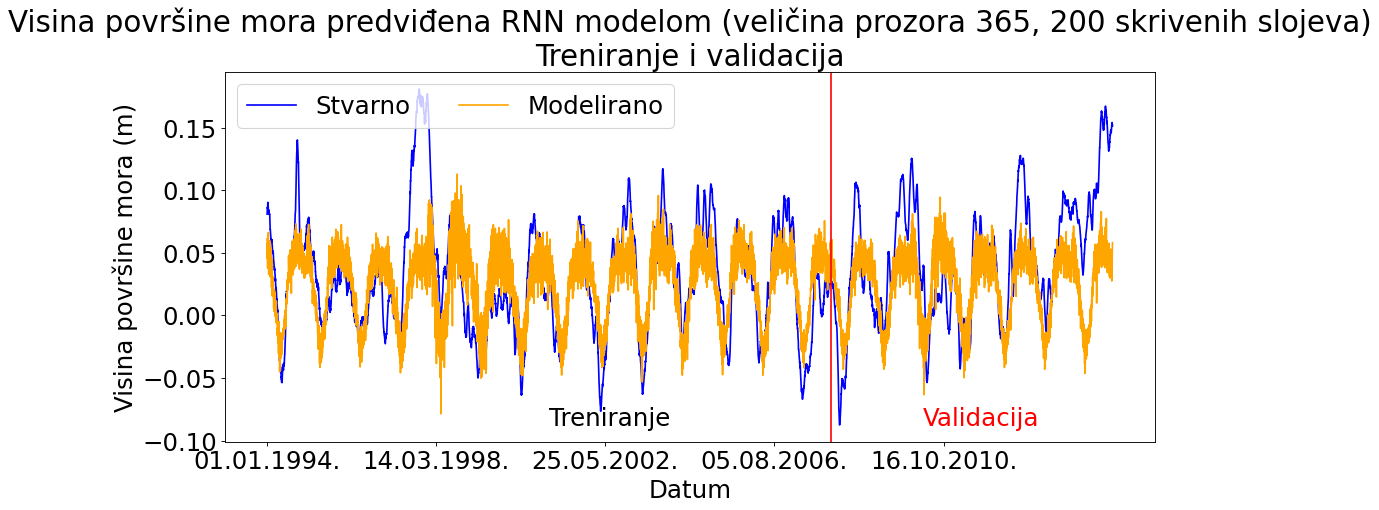 Visina površine mora predviđena RNN modelom (veličina prozora 365, 200 skrivenih slojeva)
Treniranje i validacija
Stvarno
Modelirano
Visina površine mora (m)
0.15
0.10
0.05
0.00
−0.05
−0.10
Treniranje
Validacija
01.01.1994.
14.03.1998.
25.05.2002.
05.08.2006.
16.10.2010.
Datum